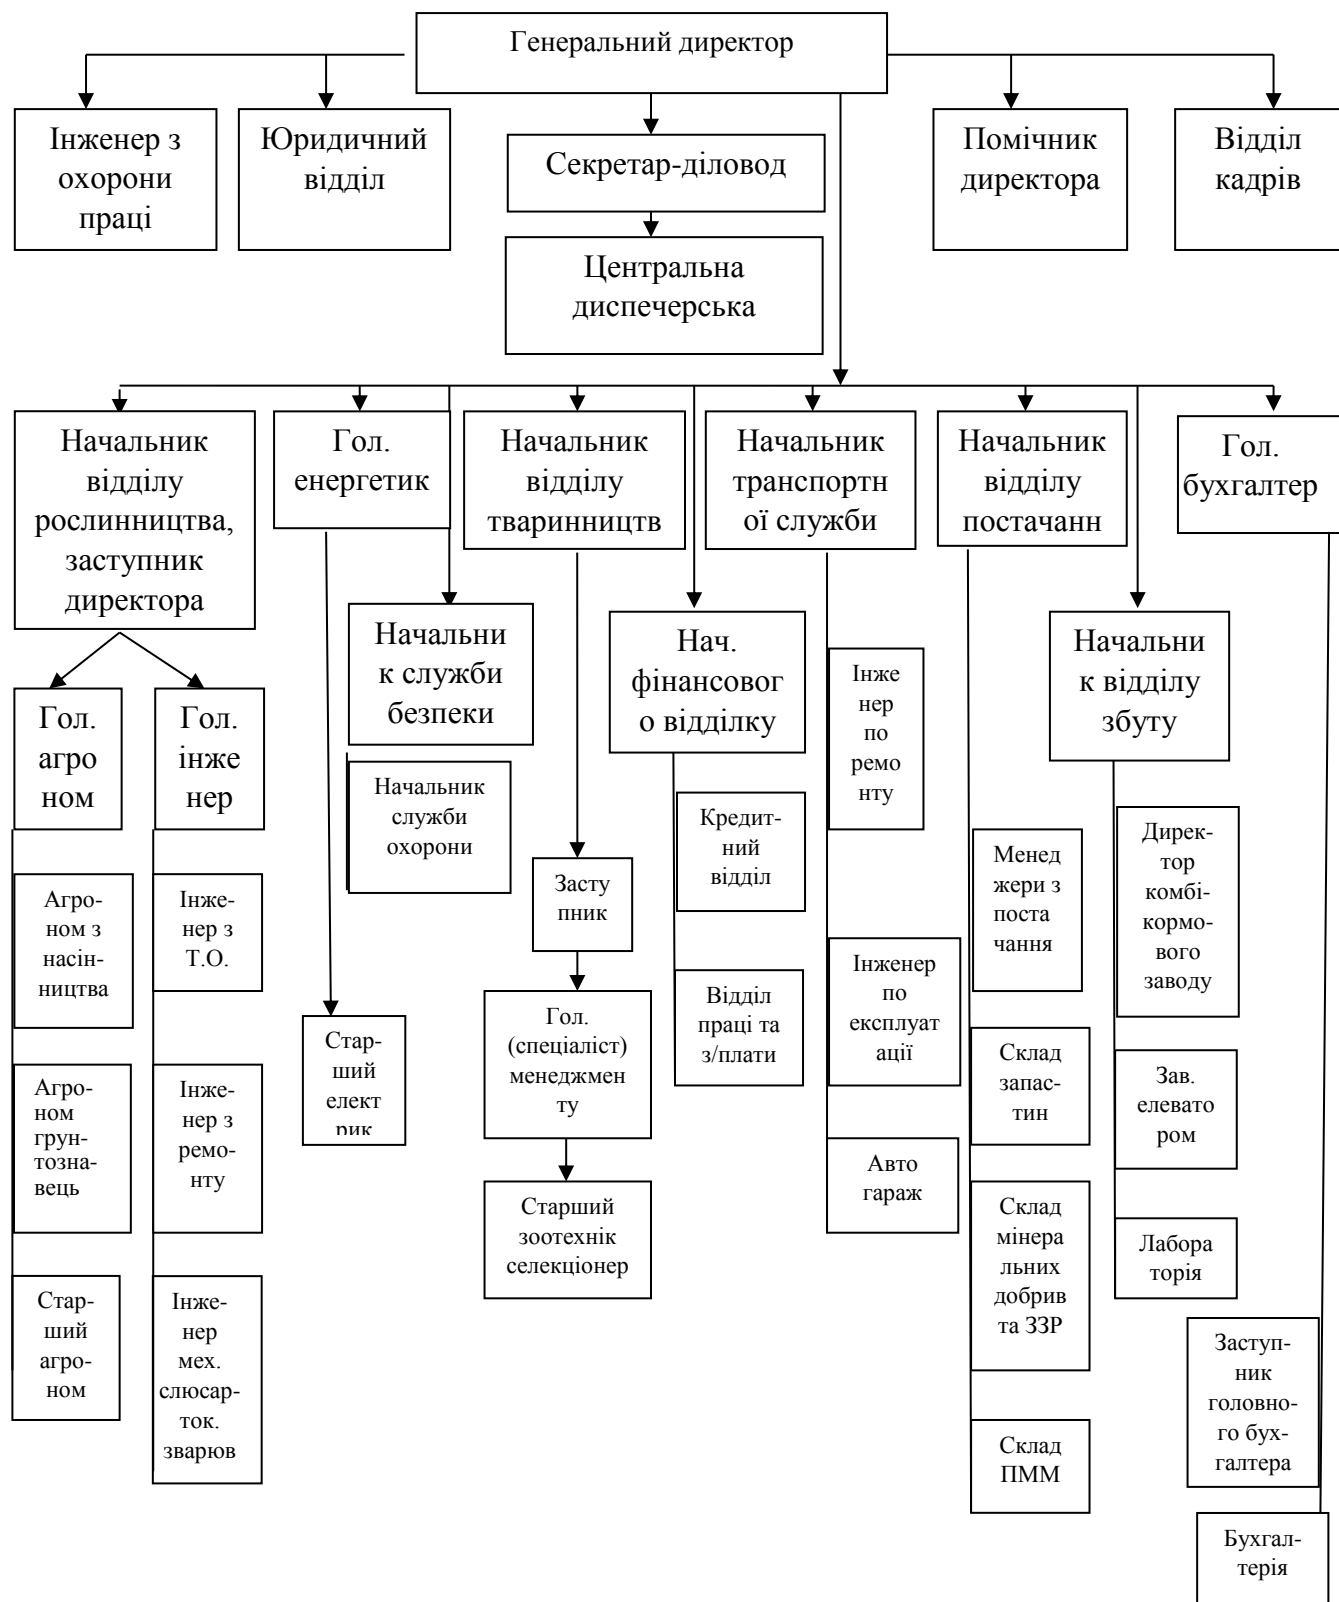 Генеральний директор
Інженер з
охорони
праці
Юридичний
відділ
Секретар-діловод
Помічник
директора
Відділ
кадрів
Центральна
диспечерська
Начальник
відділу
рослинництва,
заступник
директора
Гол.
енергетик
Начальник
відділу
тваринництв
Начальник
транспортн
ої служби
Начальник
відділу
постачанн
Гол.
бухгалтер
Начальни
к служби
безпеки
Нач.
фінансовог
о відділку
Начальни
к відділу
збуту
Гол.
агро
ном
Гол.
інже
нер
Інже
нер
по
ремо
нту
Начальник
служби
охорони
Кредит-
ний
відділ
Дирек-
тор
комбі-
кормо-
вого
заводу
Менед
жери з
поста
чання
Засту
пник
Агро-
ном з
насін-
ництва
Інже-
нер з
Т.О.
Інженер
по
експлуат
ації
Відділ
праці та
з/плати
Гол.
(спеціаліст)
менеджмен
ту
Стар-
ший
елект
рик
Склад
запас-
тин
Зав.
елевато
ром
Агро-
ном
грун-
тозна-
вець
Інже-
нер з
ремо-
нту
Авто
гараж
Старший
зоотехнік
селекціонер
Склад
мінера
льних
добрив
та ЗЗР
Лабора
торія
Стар-
ший
агро-
ном
Інже-
нер
мех.
слюсар-
ток.
зварюв
Заступ-
ник
головно-
го бух-
галтера
Склад
ПММ
Бухгал-
терія